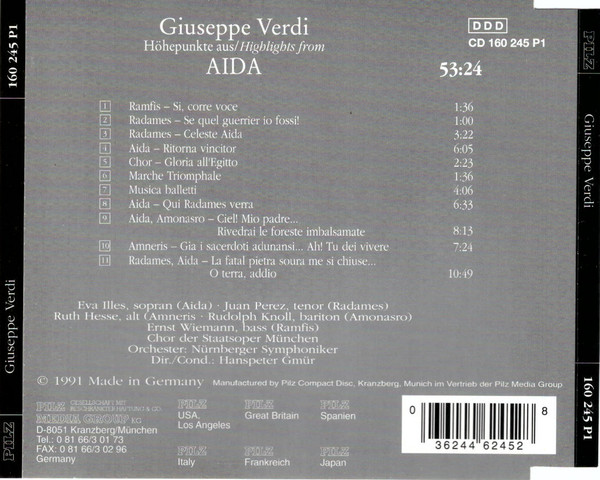 Giuseppe Verdi
Höhepunkte aus/Highlights from
AIDA
DDD
CD 160 245 P1
53:24
1 Ramfis – Si, corre voce 1:36
2 Radames – Se quel guerrier io fossi! 1:00
3 Radames – Celeste Aida 3:22
4 Aida – Ritorna vincitor 6:05
5 Chor – Gloria all'Egitto 2:23
6 Marche Triomphale 1:36
7 Musica balletti 4:06
8 Aida – Qui Radames verra 6:33
9 Aida, Amonasro – Ciel! Mio padre...
Rivedrai le foreste imbalsamate 8:13
10 Amneris – Gia i sacerdoti adunansi... Ah! Tu dei vivere 7:24
11 Radames, Aida – La fatal pietra soura me si chiuse...
O terra, addio 10:49
Eva Illes, sopran (Aida) · Juan Perez, tenor (Radames)
Ruth Hesse, alt (Amneris · Rudolph Knoll, bariton (Amonasro)
Ernst Wiemann, bass (Ramfis)
Chor der Staatsoper München
Orchester: Nürnberger Symphoniker
Dir./Cond.: Hanspeter Gmür
© 1991 Made in Germany Manufactured by Pilz Compact Disc, Kranzberg, Munich im Vertrieb der Pilz Media Group
PILZ GESELLSCHAFT MIT
BESCHRÄNKTER HAFTUNG & CO
MEDIA GROUP KG
D-8051 Kranzberg/München
Tel.: 0 81 66/3 01 73
FAX: 0 81 66/3 02 96
Germany
PILZ
USA
Los Angeles
PILZ
Great Britain
PILZ
Spanien
PILZ
Italy
PILZ
Frankreich
PILZ
Japan
0 36244 62452 8
160 245 P1
Giuseppe Verdi
PILZ
PILZ
Giuseppe Verdi
160 245 P1